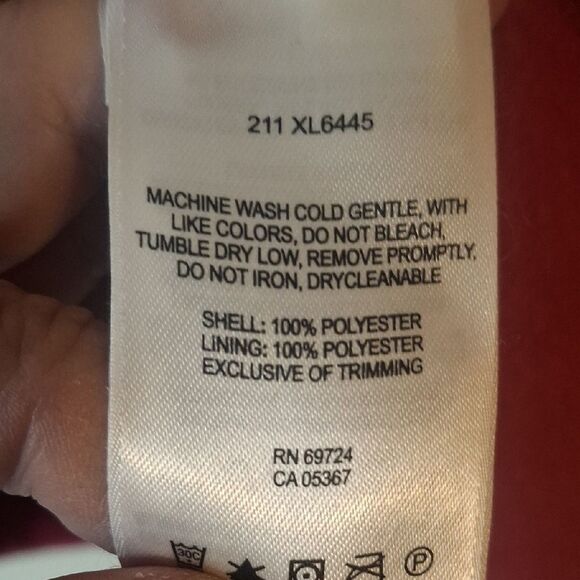 211 XL6445
MACHINE WASH COLD GENTLE, WITH
LIKE COLORS, DO NOT BLEACH,
TUMBLE DRY LOW, REMOVE PROMPTLY,
DO NOT IRON, DRYCLEANABLE
SHELL: 100% POLYESTER
LINING: 100% POLYESTER
EXCLUSIVE OF TRIMMING
RN 69724
CA 05367
30C
P